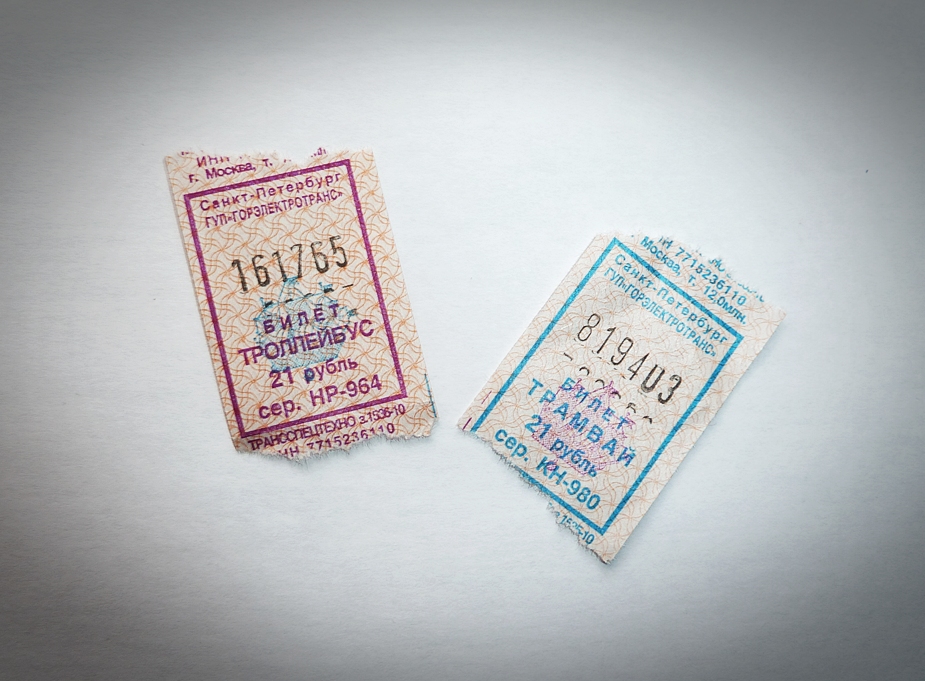 г. Москва, т.
Санкт-Петербург
ГУП«ГОРЭЛЕКТРОТРАНС»
161765
БИЛЕТ
ТРОЛЛЕЙБУС
21 рубль
сер. НР-964
ТРАНССПЕЦТЕХНО з.1536-10
ИНН 7715236110
ИНН 7715236110
Москва, т. 12,0млн.
Санкт-Петербург
ГУП«ГОРЭЛЕКТРОТРАНС»
819403
БИЛЕТ
ТРАМВАЙ
21 рубль
сер. КН-980